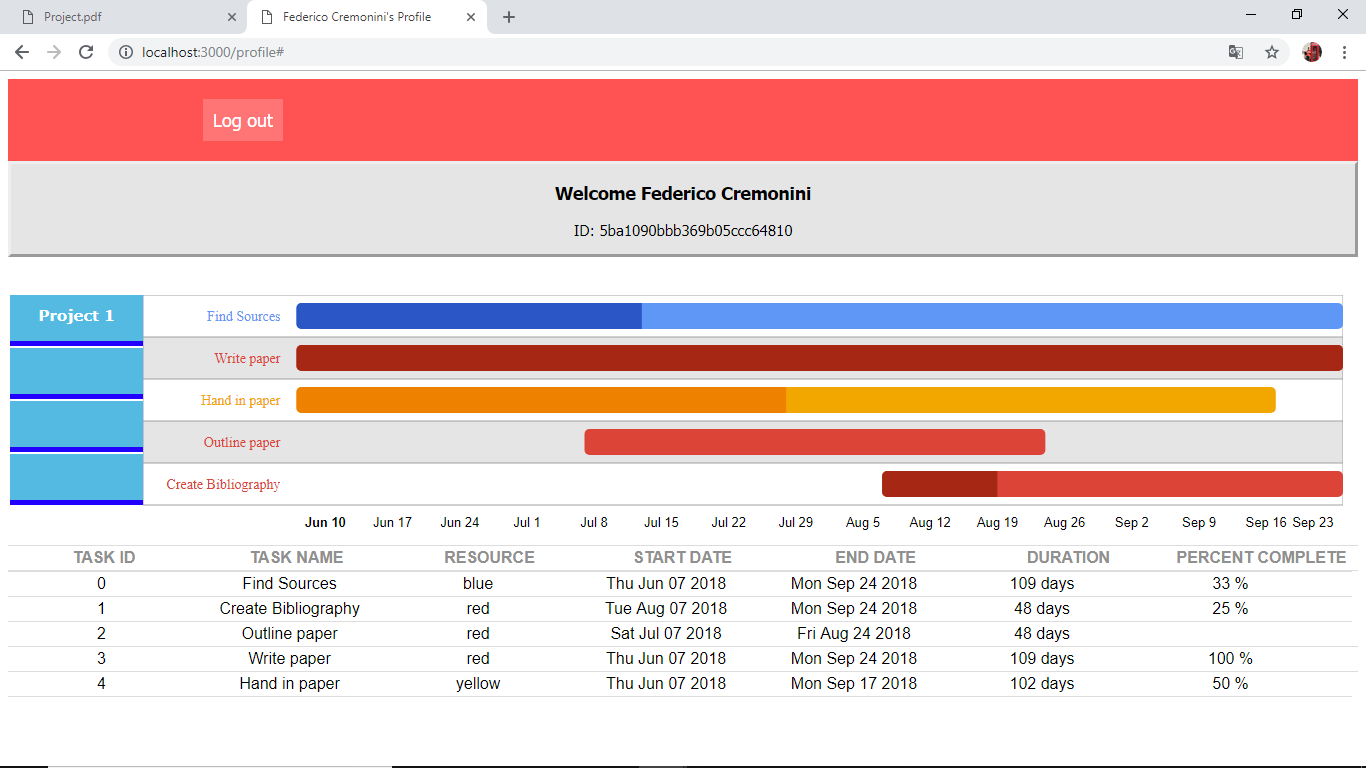 Project.pdf Federico Cremonini's Profile
localhost:3000/profile#
Log out
Welcome Federico Cremonini
ID: 5ba1090bbb369b05ccc64810
Project 1 Find Sources
Write paper
Hand in paper
Outline paper
Create Bibliography
Jun 10 Jun 17 Jun 24 Jul 1 Jul 8 Jul 15 Jul 22 Jul 29 Aug 5 Aug 12 Aug 19 Aug 26 Sep 2 Sep 9 Sep 16 Sep 23
TASK ID TASK NAME RESOURCE START DATE END DATE DURATION PERCENT COMPLETE
0 Find Sources blue Thu Jun 07 2018 Mon Sep 24 2018 109 days 33 %
1 Create Bibliography red Tue Aug 07 2018 Mon Sep 24 2018 48 days 25 %
2 Outline paper red Sat Jul 07 2018 Fri Aug 24 2018 48 days
3 Write paper red Thu Jun 07 2018 Mon Sep 24 2018 109 days 100 %
4 Hand in paper yellow Thu Jun 07 2018 Mon Sep 17 2018 102 days 50 %